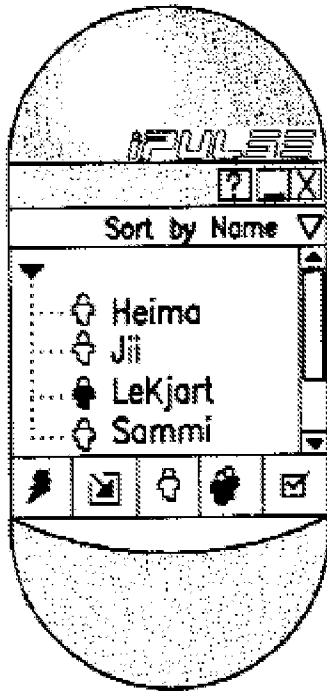 iPULSE
?
Sort by Name
Heima
Jii
LeKjart
Sammi